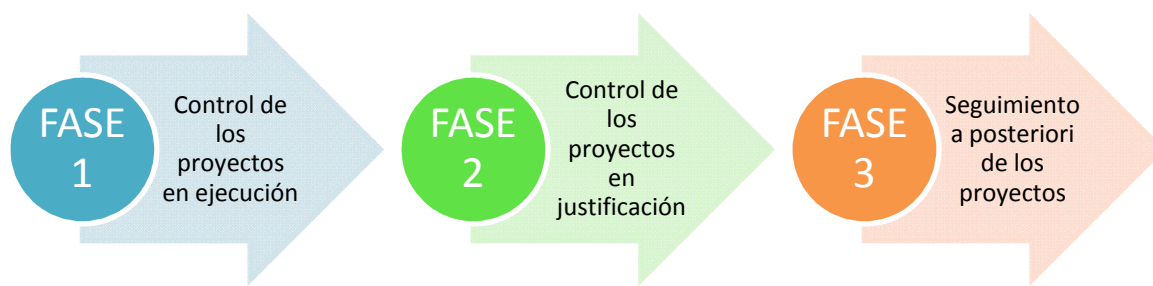 FASE
1
Control de
los
proyectos
en ejecución
FASE
2
Control de
los
proyectos
en
justificación
FASE
3
Seguimiento
a posteriori
de los
proyectos